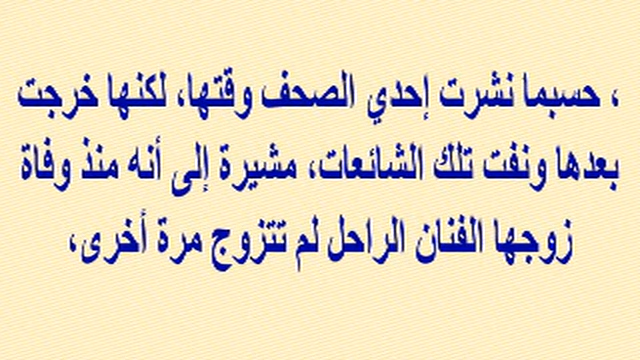 ، حسبما نشرت إحدي الصحف وقتها، لكنها خرجت
بعدها ونفت تلك الشائعات، مشيرة إلى أنه منذ وفاة
زوجها الفنان الراحل لم تتزوج مرة أخرى،